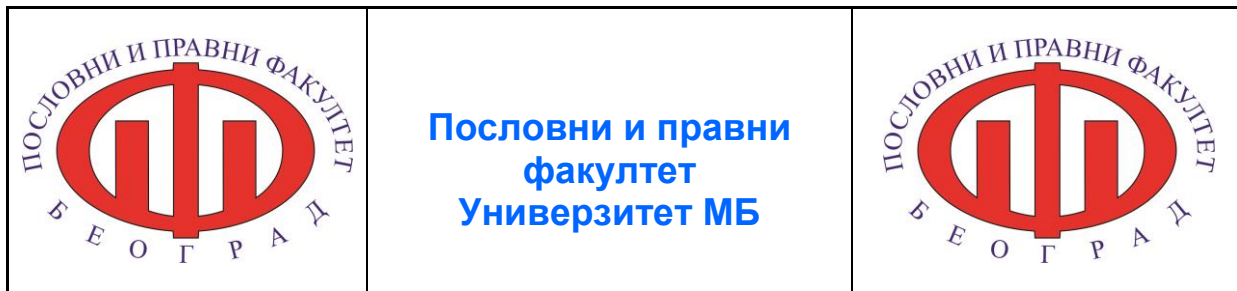 ПОСЛОВНИ И ПРАВНИ ФАКУЛТЕТ
БЕОГРАД
Пословни и правни
факултет
Универзитет МБ
ПОСЛОВНИ И ПРАВНИ ФАКУЛТЕТ
БЕОГРАД